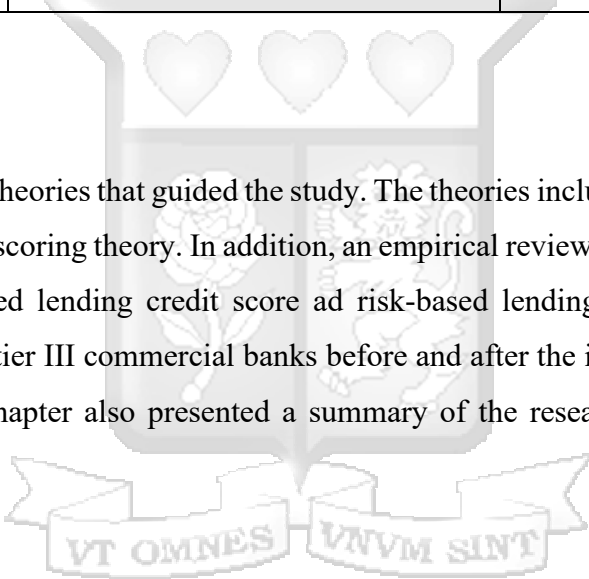 heories that guided the study. The theories inclu
scoring theory. In addition, an empirical review
ed lending credit score ad risk-based lending
tier III commercial banks before and after the i
hapter also presented a summary of the resea
VT OMNES VNVM SINT